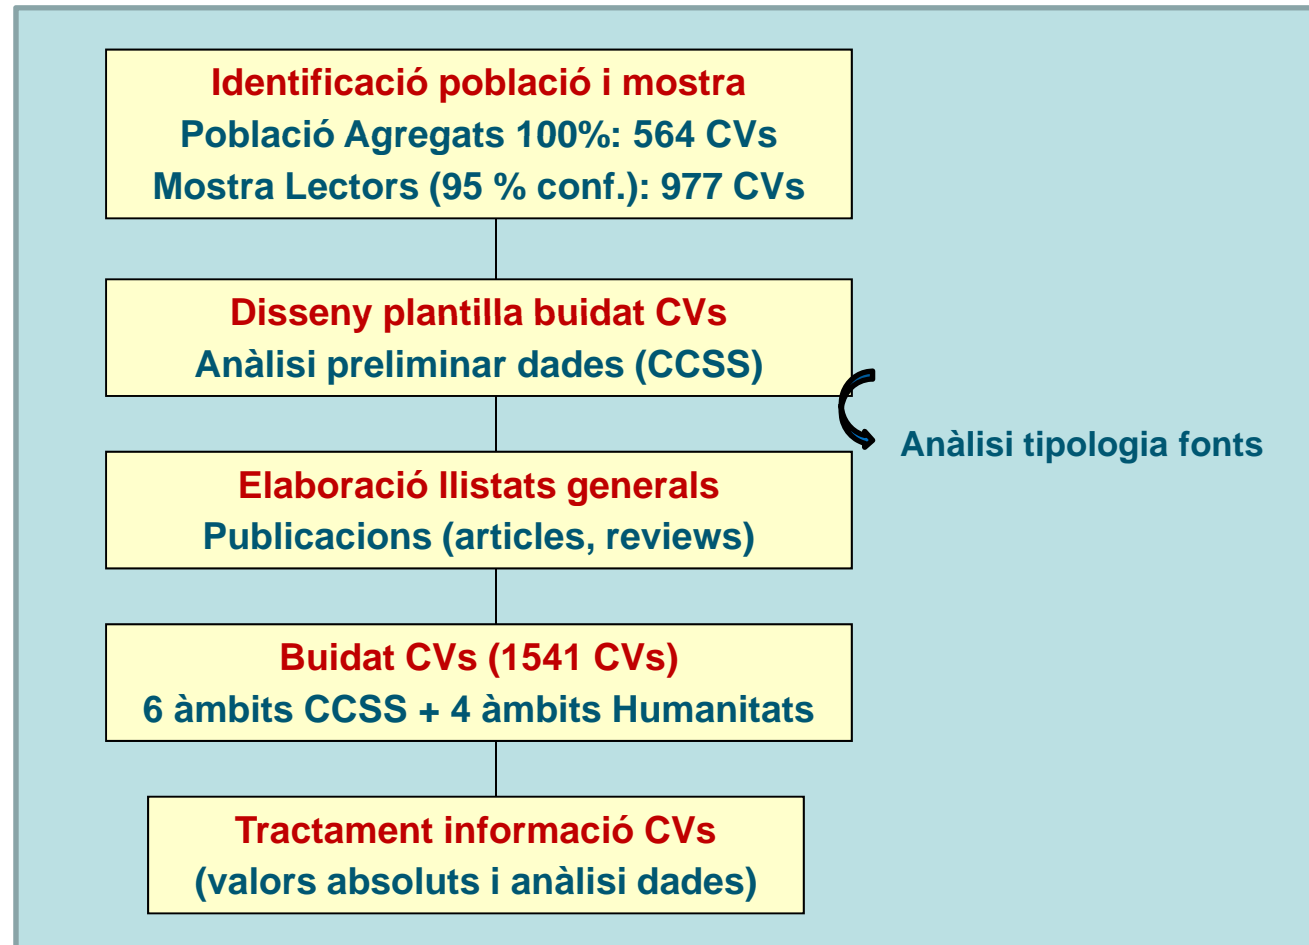 Identificació població i mostra
Població Agregats 100%: 564 CVs
Mostra Lectors (95 % conf.): 977 CVs
Disseny plantilla buidat CVs
Anàlisi preliminar dades (CCSS)
Anàlisi tipologia fonts
Elaboració llistats generals
Publicacions (articles, reviews)
Buidat CVs (1541 CVs)
6 àmbits CCSS + 4 àmbits Humanitats
Tractament informació CVs
(valors absoluts i anàlisi dades)